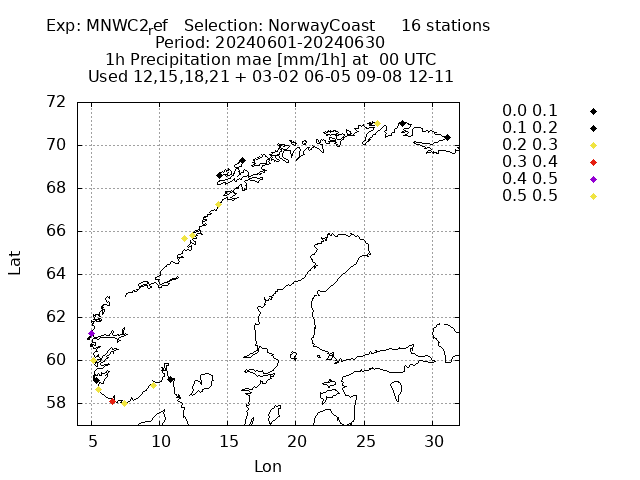 Exp: MNWC2ref Selection: NorwayCoast 16 stations
Period: 20240601-20240630
1h Precipitation mae [mm/1h] at 00 UTC
Used 12,15,18,21 + 03-02 06-05 09-08 12-11
72
70
68
66
64
62
60
58
Lat
5 10 15 20 25 30
Lon
0.0 0.1
0.1 0.2
0.2 0.3
0.3 0.4
0.4 0.5
0.5 0.5